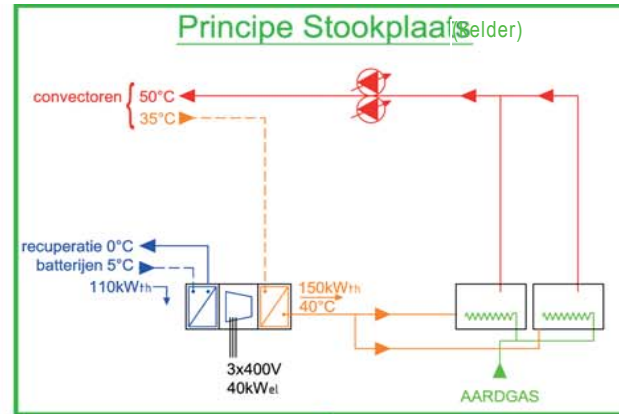 Principe Stookplaats (kelder)
convectoren 50°C
35°C
recuperatie 0°C
batterijen 5°C
110kWth
150kWth
40°C
3x400V
40kWel
AARDGAS